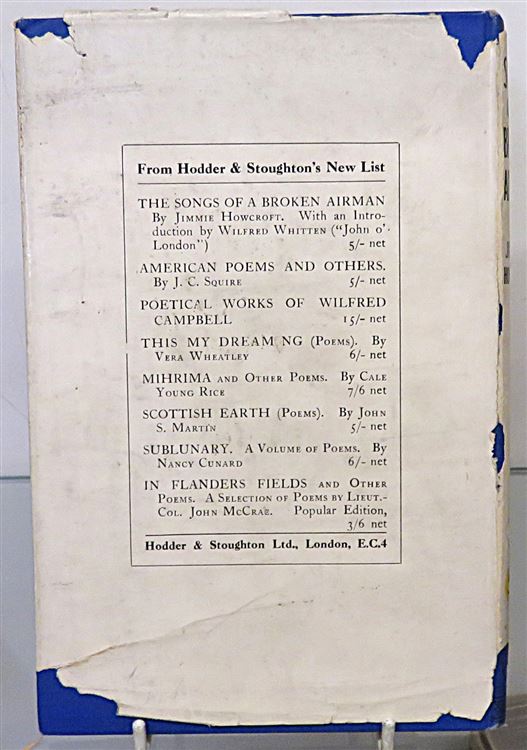 From Hodder & Stoughton's New List
THE SONGS OF A BROKEN AIRMAN
By Jimmie Howcroft. With an Intro-
duction by Wilfred Whitten ("John o'
London") 5/- net
AMERICAN POEMS AND OTHERS.
By J. C. Squire 5/- net
POETICAL WORKS OF WILFRED
CAMPBELL 15/- net
THIS MY DREAM NG (Poems). By
Vera Wheatley 6/- net
MIHRIMA and Other Poems. By Cale
Young Rice 7/6 net
SCOTTISH EARTH (Poems). By John
S. Martin 5/- net
SUBLUNARY. A Volume of Poems. By
Nancy Cunard 6/- net
IN FLANDERS FIELDS and Other
Poems. A Selection of Poems by Lieut.-
Col. John McCrae. Popular Edition,
3/6 net
Hodder & Stoughton Ltd., London, E.C.4